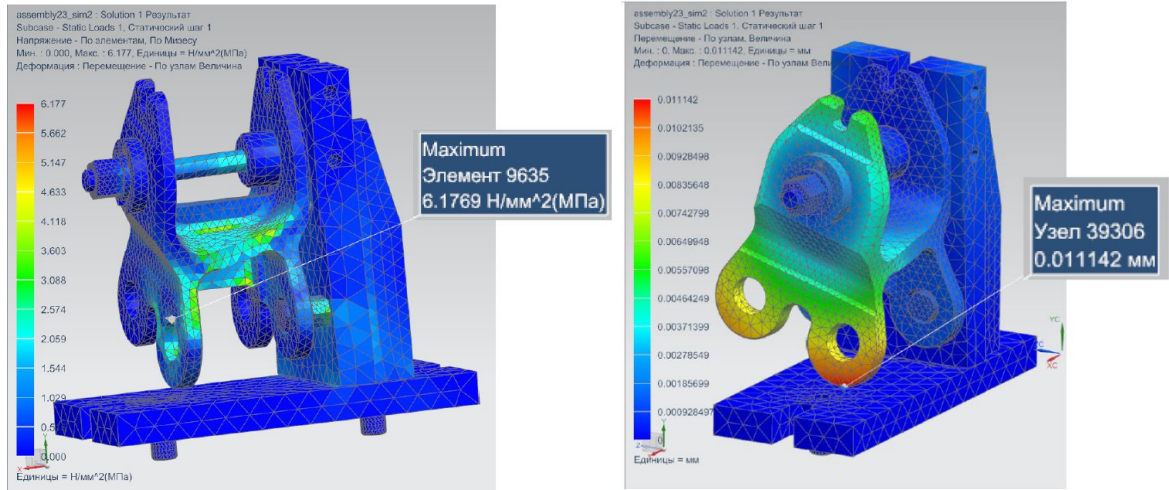 assembly23_sim2 : Solution 1 Результат
Subcase - Static Loads 1, Статический шаг 1
Напряжение - По элементам, По Мизесу
Мин. : 0.000, Макс. : 6.177, Единицы = Н/мм^2(МПа)
Деформация : Перемещение - По узлам Величина
6.177
5.662
5.147
4.633
4.118
3.603
3.088
2.574
2.059
1.544
1.029
0.5
0.000
Единицы = Н/мм^2(МПа)
Maximum
Элемент 9635
6.1769 Н/мм^2(МПа)
Y
X
assembly23_sim2 : Solution 1 Результат
Subcase - Static Loads 1, Статический шаг 1
Перемещение - По узлам, Величина
Мин. : 0, Макс. : 0.011142, Единицы = мм
Деформация : Перемещение - По узлам Вели
0.011142
0.0102135
0.00928498
0.00835648
0.00742798
0.00649948
0.00557098
0.00464249
0.00371399
0.00278549
0.00185699
0.000928497
0
Единицы = мм
Maximum
Узел 39306
0.011142 мм
YC
ZC
XC
Y
Z